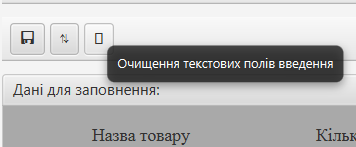 Очищення текстових полів введення
Дані для заповнення:
Назва товару
Кільк